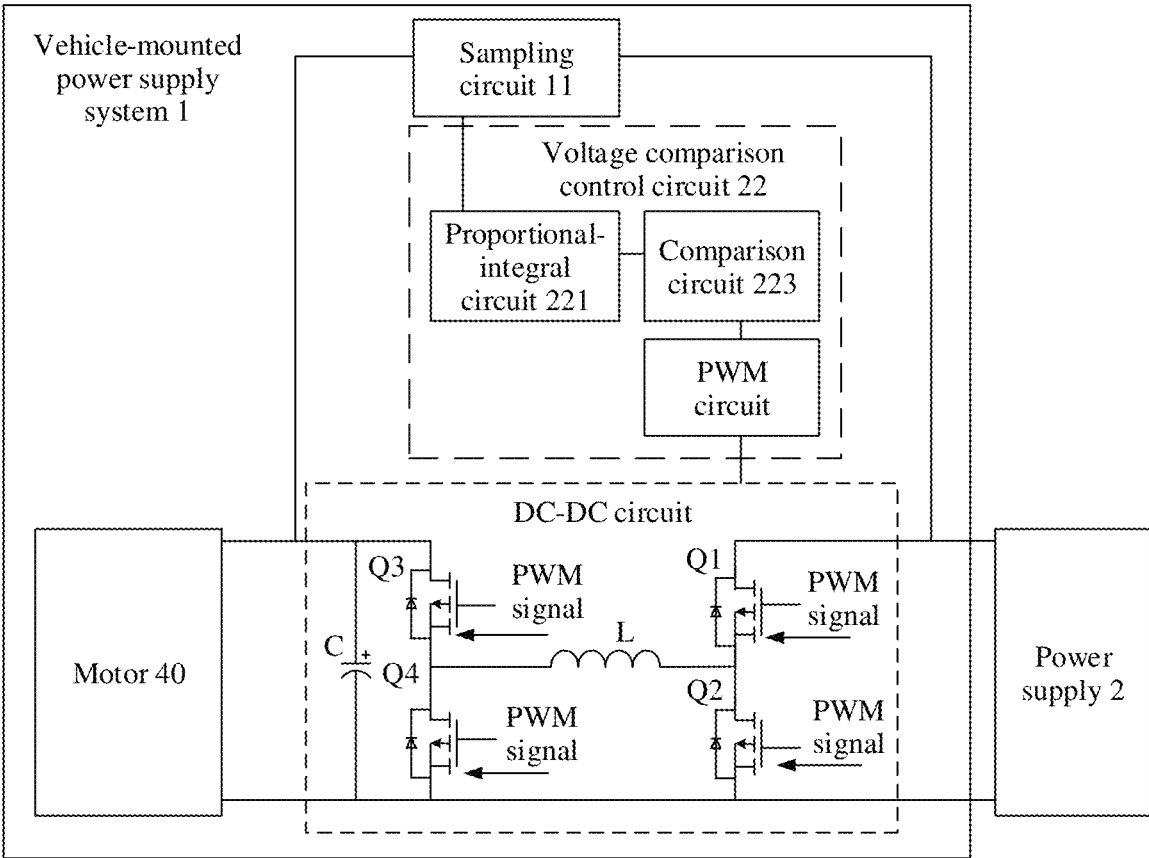 Vehicle-mounted
power supply
system 1
Sampling
circuit 11
Voltage comparison
control circuit 22
Proportional-
integral
circuit 221
Comparison
circuit 223
PWM
circuit
DC-DC circuit
Motor 40
C
+
Q3
PWM
signal
Q4
PWM
signal
L
Q1
PWM
signal
Q2
PWM
signal
Power
supply 2